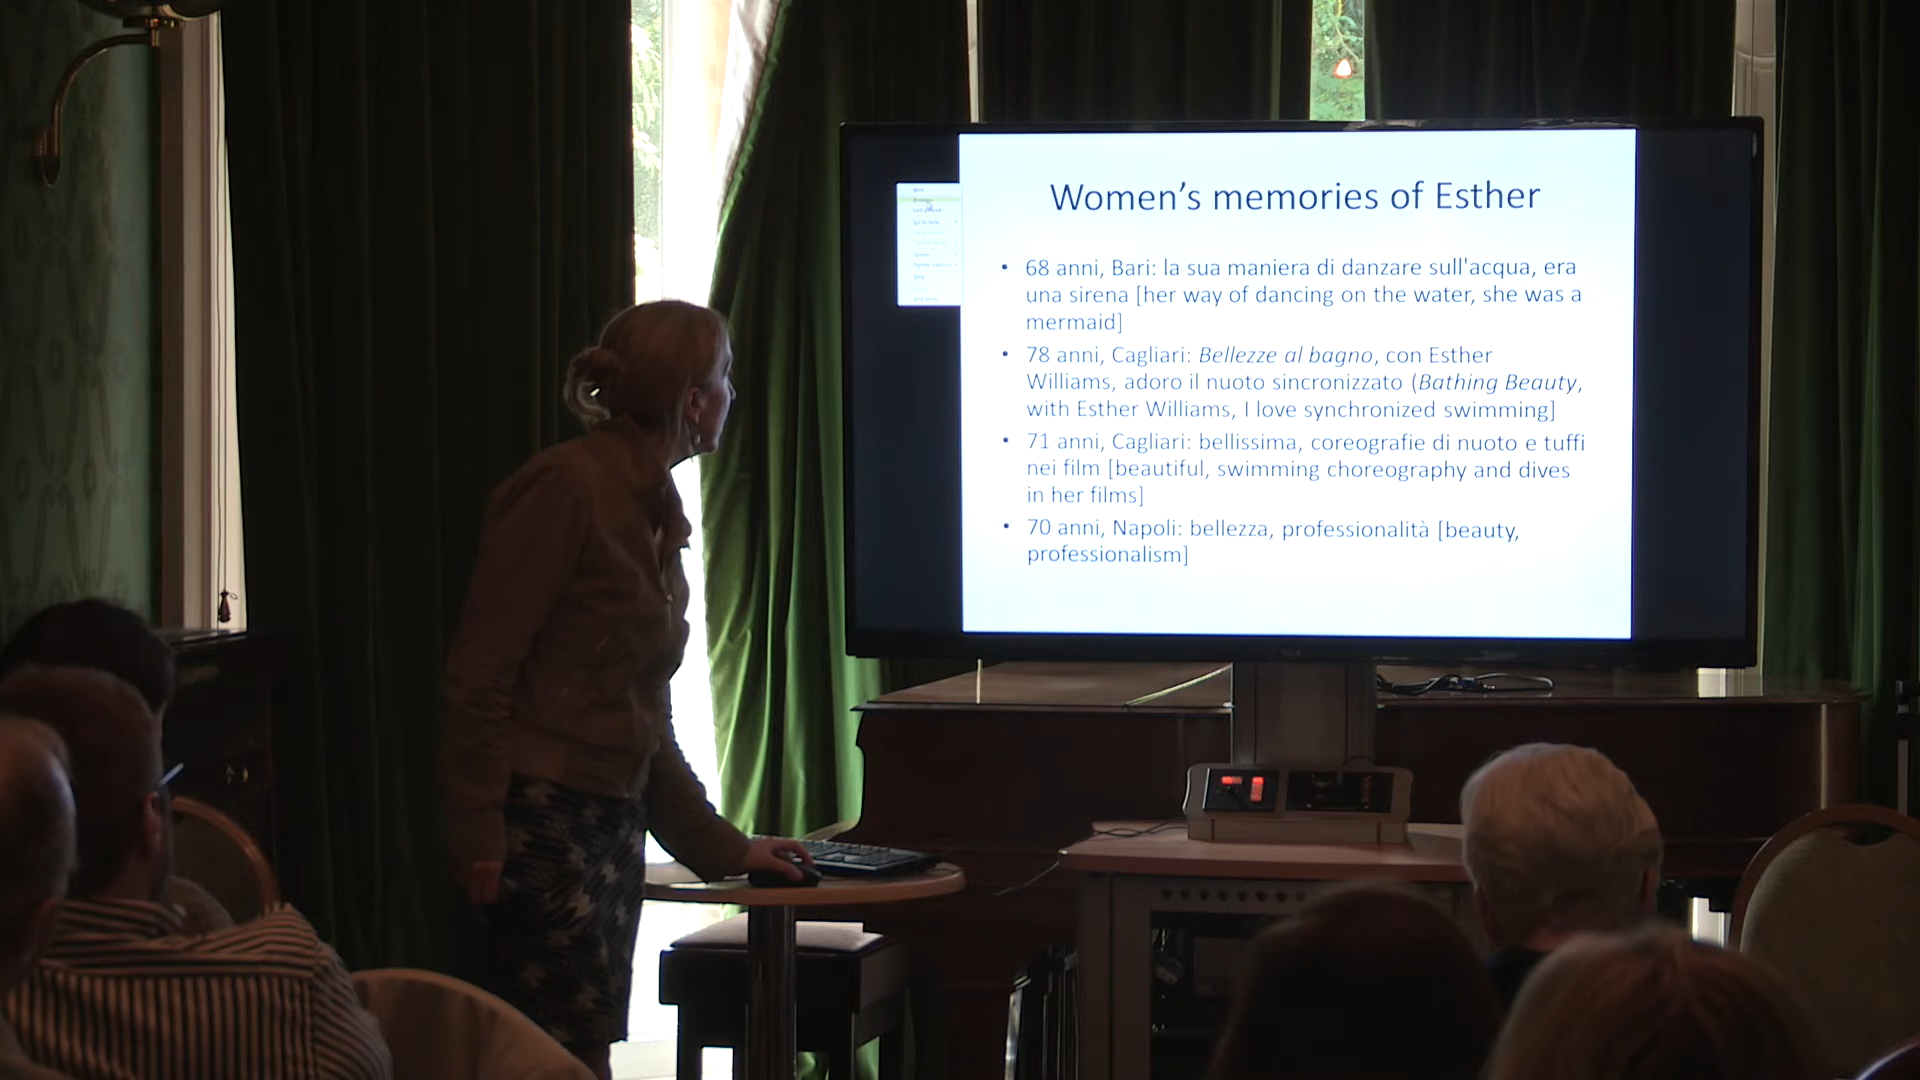 Women's memories of Esther
• 68 anni, Bari: la sua maniera di danzare sull'acqua, era
una sirena [her way of dancing on the water, she was a
mermaid]
• 78 anni, Cagliari: Bellezze al bagno, con Esther
Williams, adoro il nuoto sincronizzato (Bathing Beauty,
with Esther Williams, I love synchronized swimming]
• 71 anni, Cagliari: bellissima, coreografie di nuoto e tuffi
nei film [beautiful, swimming choreography and dives
in her films]
• 70 anni, Napoli: bellezza, professionalità [beauty,
professionalism]